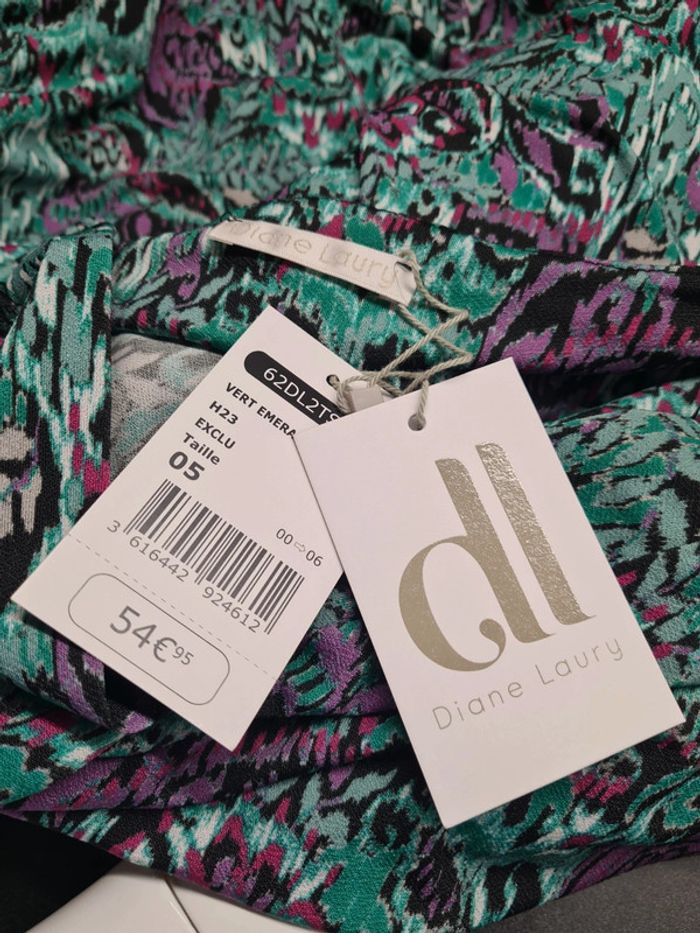 Diane Laury
62DL2TS
VERT EMERA
H23
EXCLU
Taille
05
00⇨06
3 616442 924612
54€95
dl
Diane Laury